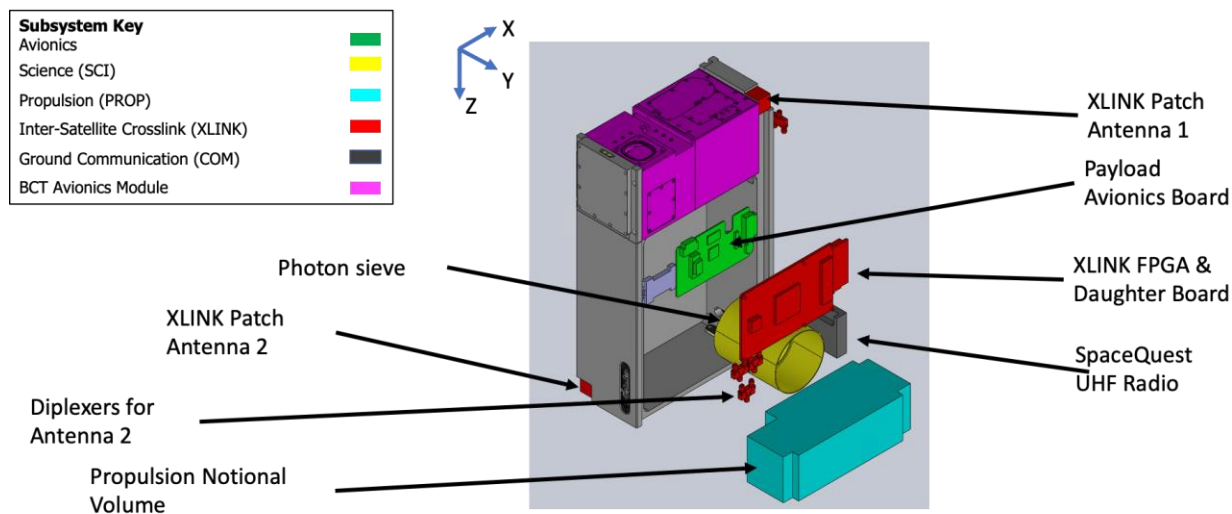 Subsystem Key
Avionics
Science (SCI)
Propulsion (PROP)
Inter-Satellite Crosslink (XLINK)
Ground Communication (COM)
BCT Avionics Module
X
Y
Z
XLINK Patch
Antenna 1
Payload
Avionics Board
XLINK FPGA &
Daughter Board
SpaceQuest
UHF Radio
Photon sieve
XLINK Patch
Antenna 2
Diplexers for
Antenna 2
Propulsion Notional
Volume